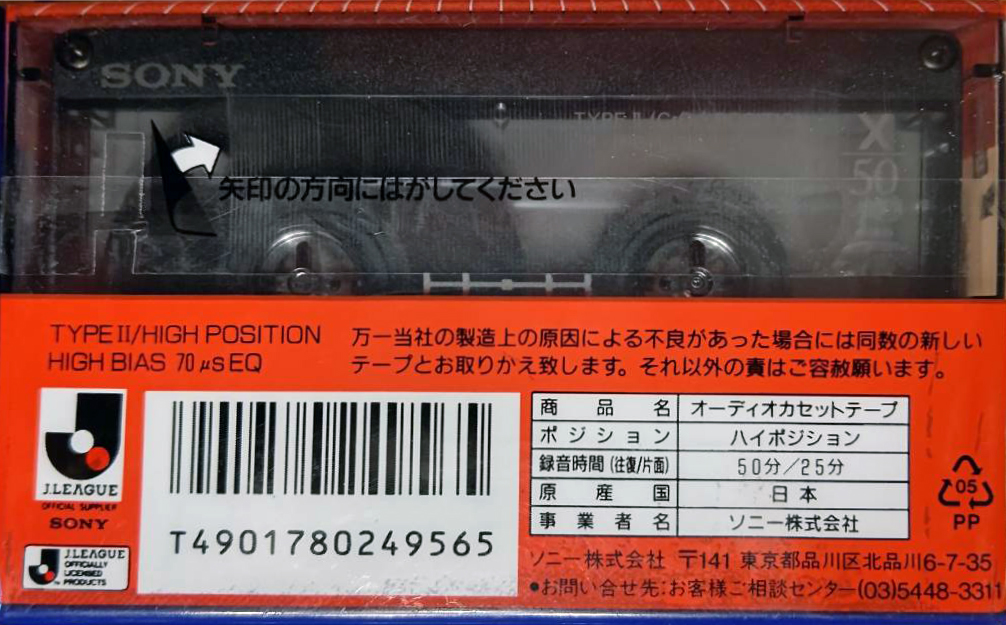 SONY
X
50
矢印の方向にはがしてください
TYPE II/HIGH POSITION
HIGH BIAS 70 μs EQ
万一当社の製造上の原因による不良があった場合には同数の新しい
テープとお取りかえ致します。それ以外の責はご容赦願います。
J.LEAGUE
OFFICIAL SUPPLIER
SONY
J.LEAGUE
OFFICIALLY
LICENSED
PRODUCTS
T4901780249565
商品名 オーディオカセットテープ
ポジション ハイポジション
録音時間(往復/片面) 50分/25分
原産国 日本
事業者名 ソニー株式会社
05
PP
ソニー株式会社 〒141 東京都品川区北品川6-7-35
●お問い合せ先:お客様ご相談センター(03)5448-3311